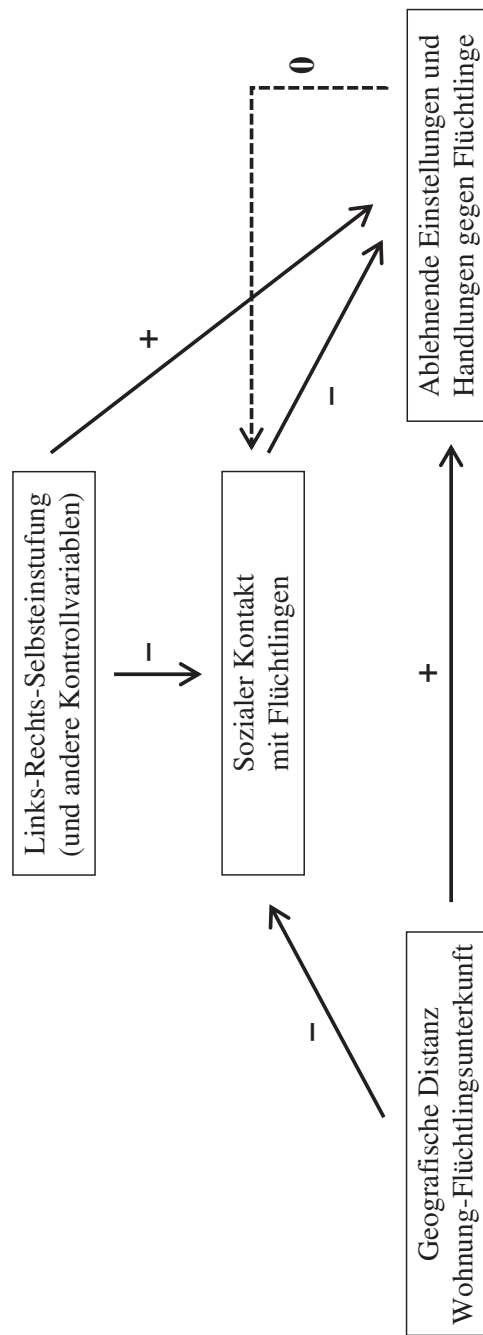 Links-Rechts-Selbsteinstufung
(und andere Kontrollvariablen)
–
+
0
Sozialer Kontakt
mit Flüchtlingen
–
–
Geografische Distanz
Wohnung-Flüchtlingsunterkunft
+
Ablehnende Einstellungen und
Handlungen gegen Flüchtlinge